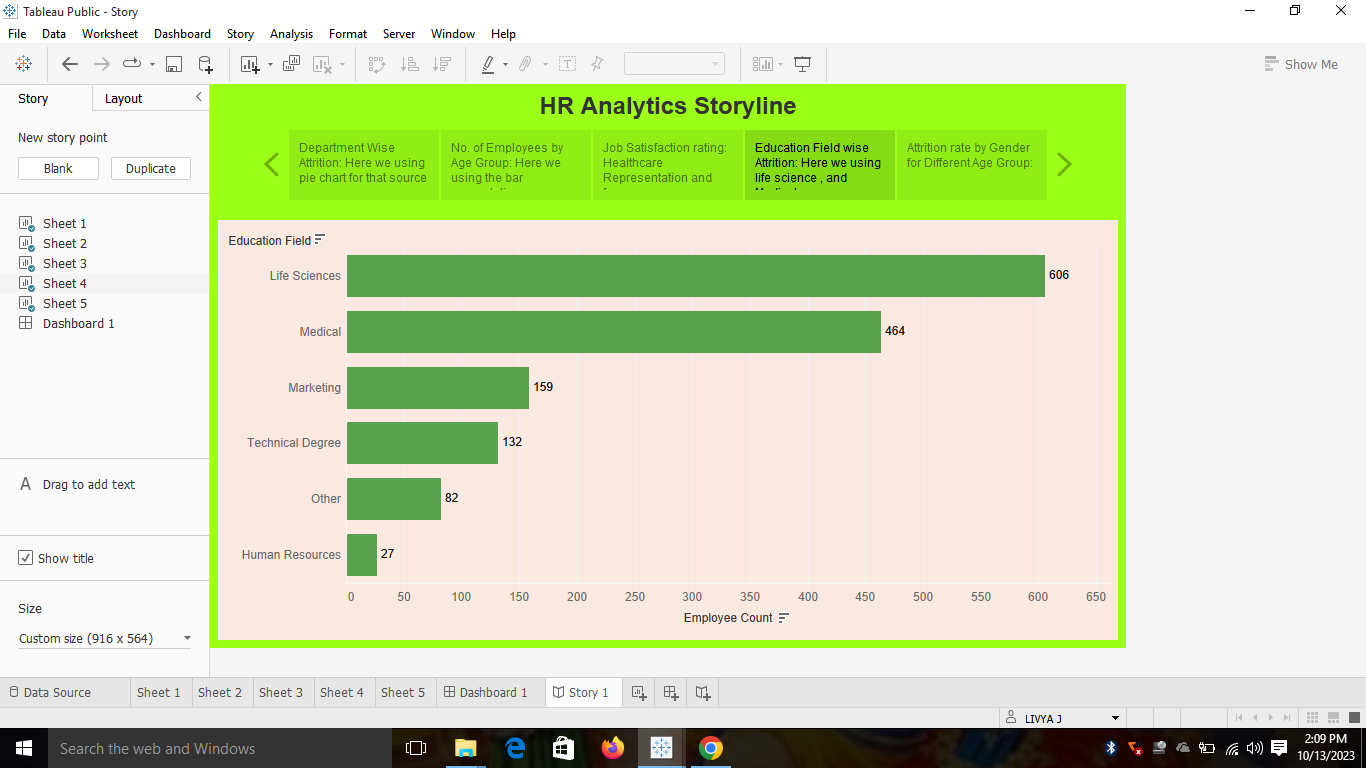 Tableau Public - Story
File Data Worksheet Dashboard Story Analysis Format Server Window Help
Show Me
Story Layout
New story point
Blank Duplicate
Sheet 1
Sheet 2
Sheet 3
Sheet 4
Sheet 5
Dashboard 1
A Drag to add text
Show title
Size
Custom size (916 x 564)
HR Analytics Storyline
Department Wise
Attrition: Here we using
pie chart for that source
No. of Employees by
Age Group: Here we
using the bar
Job Satisfaction rating:
Healthcare
Representation and
Education Field wise
Attrition: Here we using
life science , and
Attrition rate by Gender
for Different Age Group:
Education Field
Life Sciences 606
Medical 464
Marketing 159
Technical Degree 132
Other 82
Human Resources 27
0 50 100 150 200 250 300 350 400 450 500 550 600 650
Employee Count
Data Source Sheet 1 Sheet 2 Sheet 3 Sheet 4 Sheet 5 Dashboard 1 Story 1
LIVYA J
Search the web and Windows
2:09 PM
10/13/2023